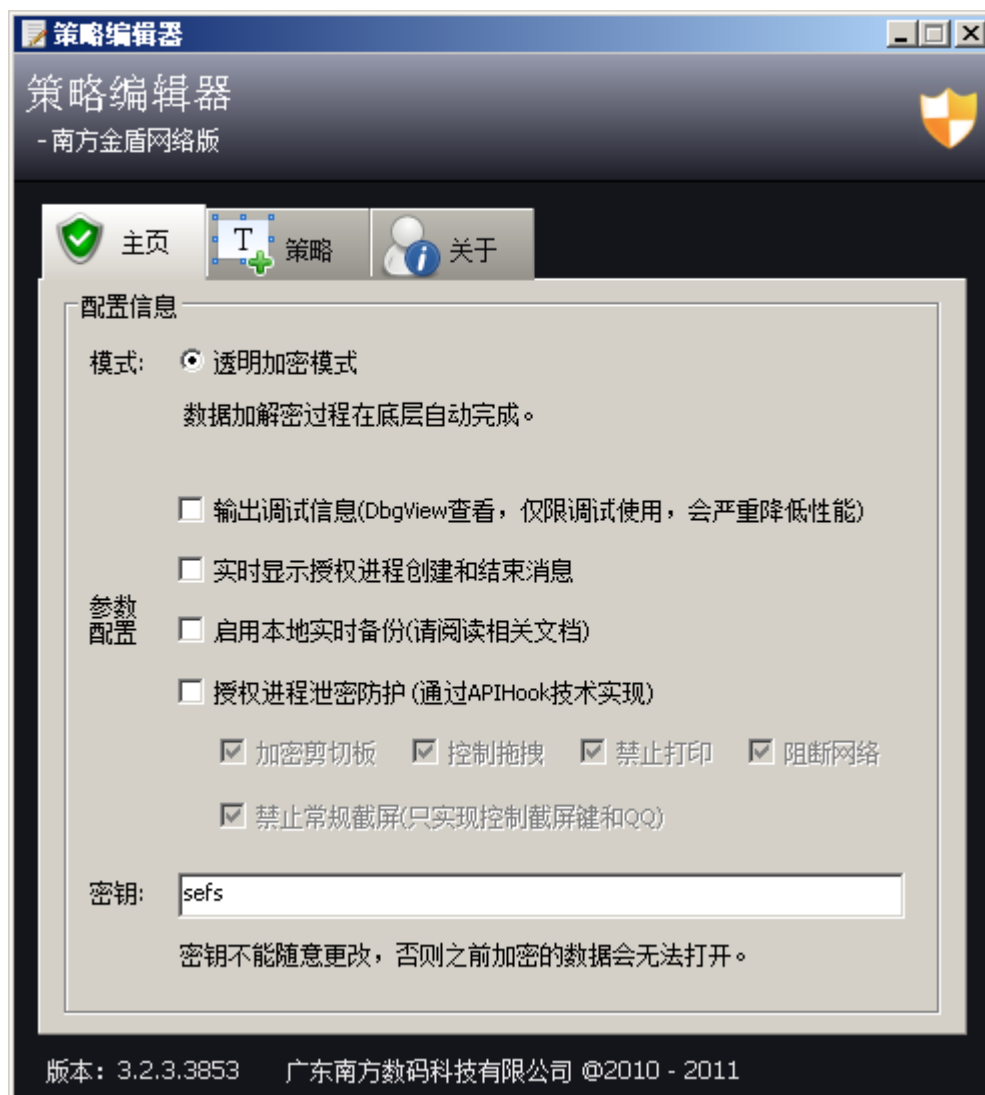 策略编辑器
策略编辑器
-南方金盾网络版
主页
T
策略
关于
配置信息
模式: 透明加密模式
数据加解密过程在底层自动完成。
输出调试信息(DbgView查看，仅限调试使用，会严重降低性能)
实时显示授权进程创建和结束消息
参数
配置
启用本地实时备份(请阅读相关文档)
授权进程泄密防护(通过APIHook技术实现)
加密剪切板 控制拖拽 禁止打印 阻断网络
禁止常规截屏(只实现控制截屏键和QQ)
密钥: sefs
密钥不能随意更改，否则之前加密的数据会无法打开。
版本: 3.2.3.3853 广东南方数码科技有限公司 @2010 - 2011